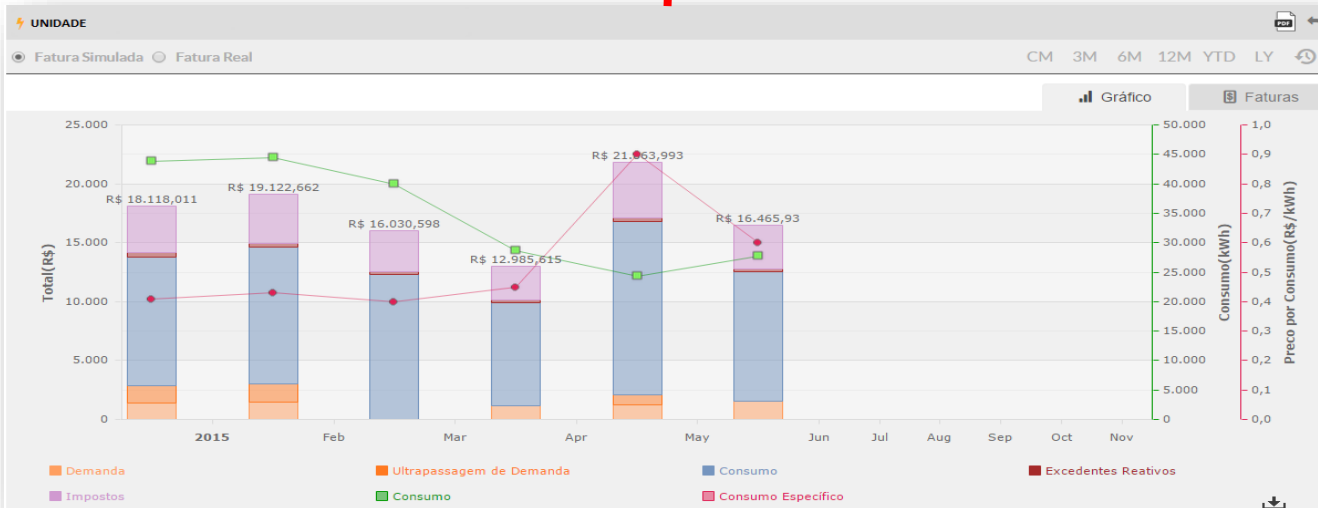 UNIDADE
PDF
Fatura Simulada Fatura Real CM 3M 6M 12M YTD LY
Gráfico Faturas
25.000 50.000 1,0
45.000 0,9
20.000 40.000 0,8
35.000 0,7
15.000 30.000 0,6
25.000 0,5
10.000 20.000 0,4
15.000 0,3
5.000 10.000 0,2
5.000 0,1
0 0 0,0
Total(R$)
Consumo(kWh)
Preco por Consumo(R$/kWh)
R$ 18.118,011
R$ 19.122,662
R$ 16.030,598
R$ 12.985,615
R$ 21.863,993
R$ 16.465,93
2015 Feb Mar Apr May Jun Jul Aug Sep Oct Nov
Demanda Ultrapassagem de Demanda Consumo Excedentes Reativos
Impostos Consumo Consumo Específico